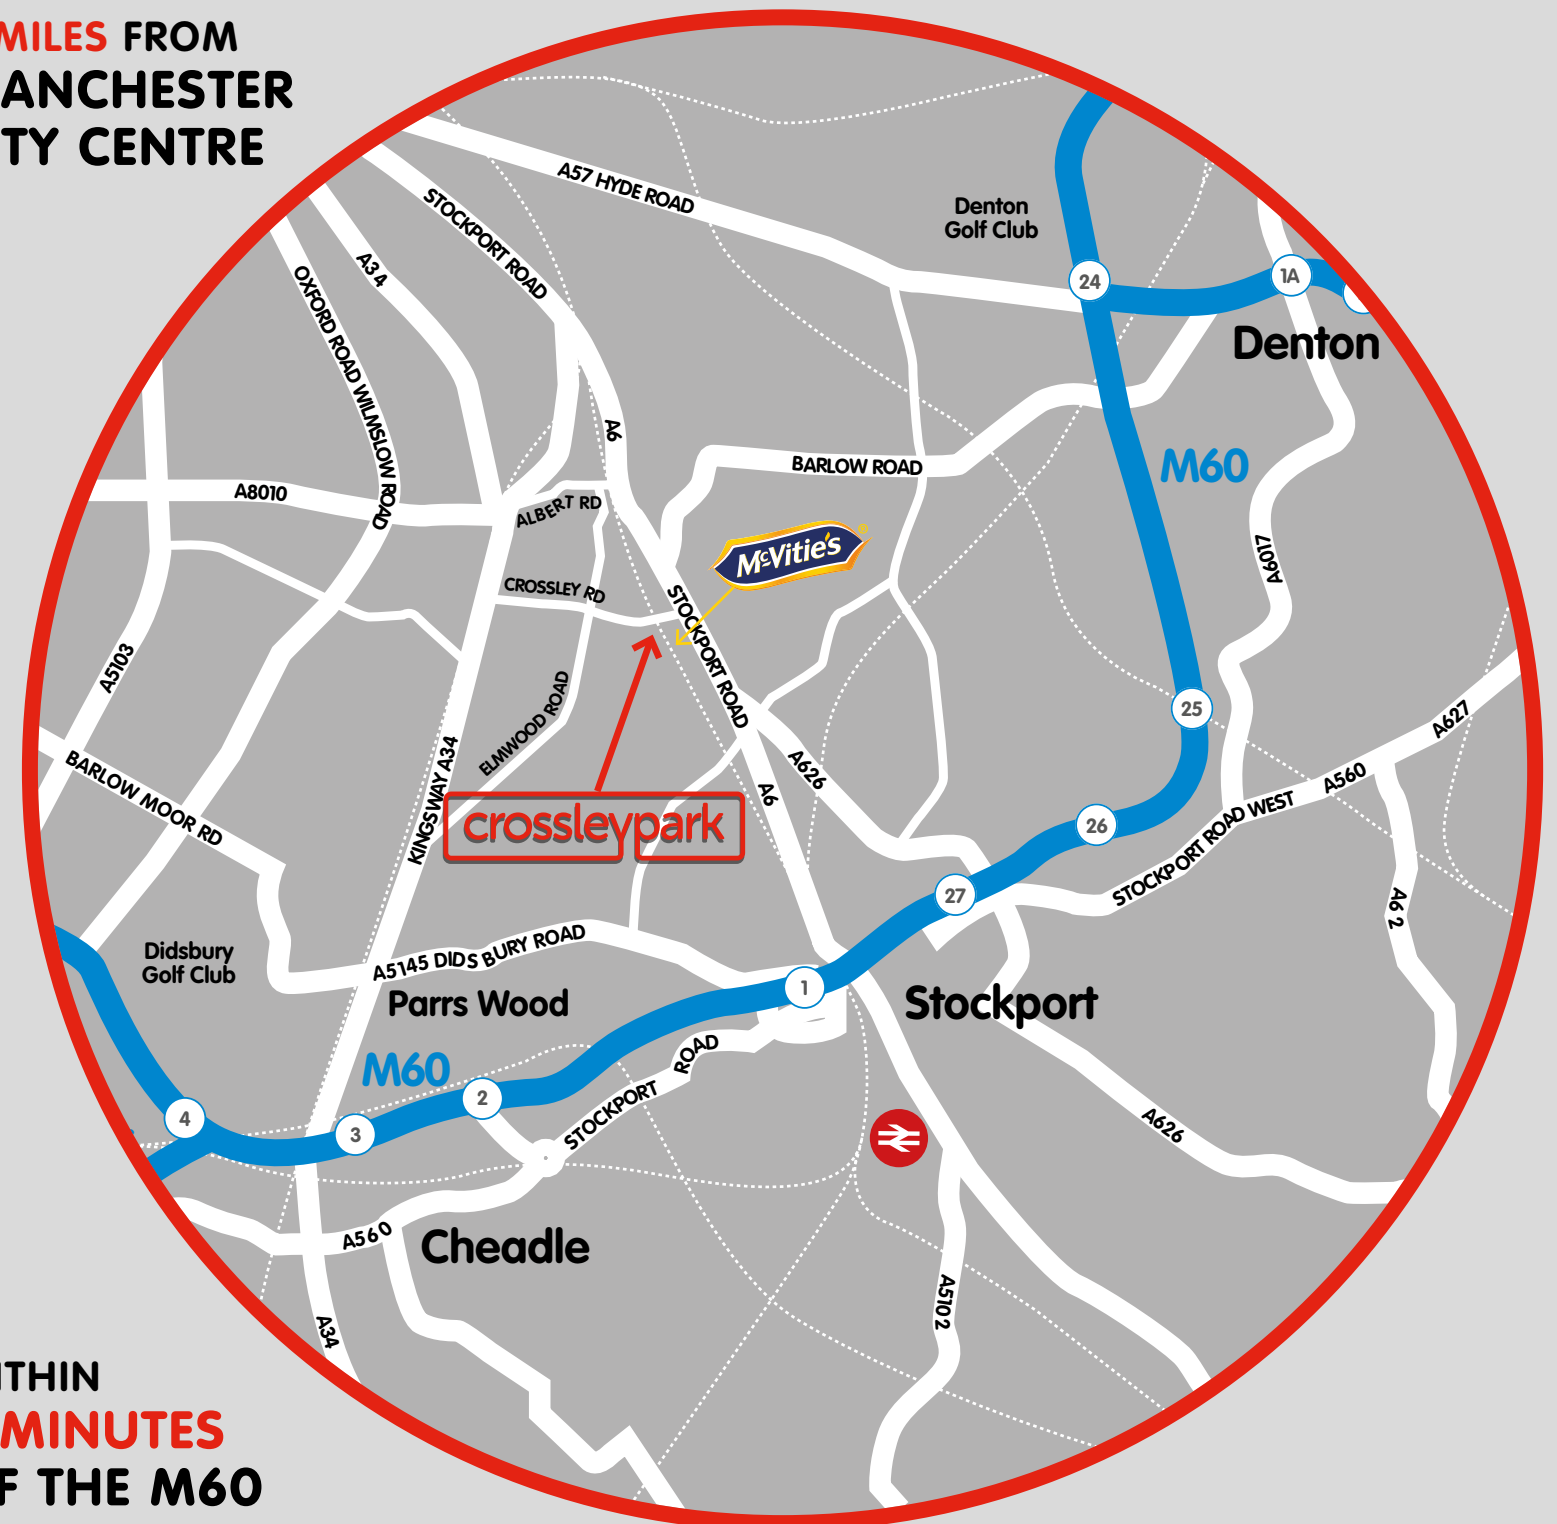 MILES FROM
ANCHESTER
TY CENTRE
A57 HYDE ROAD
STOCKPORT ROAD
Denton
Golf Club
A34
OXFORD ROAD WILMSLOW ROAD
24
1A
Denton
A6
BARLOW ROAD
M60
A8010
ALBERT RD
McVitie's®
A6017
CROSSLEY RD
STOCKPORT ROAD
A5103
ELMWOOD ROAD
25
A627
BARLOW MOOR RD
KINGSWAY A34
A6
A626
A560
STOCKPORT ROAD WEST
crossleypark
26
27
A6 2
Didsbury
Golf Club
A5145 DIDSBURY ROAD
Parrs Wood
1
Stockport
M60
STOCKPORT ROAD
2
3
4
A626
A560
Cheadle
A5102
A34
THIN
MINUTES
F THE M60